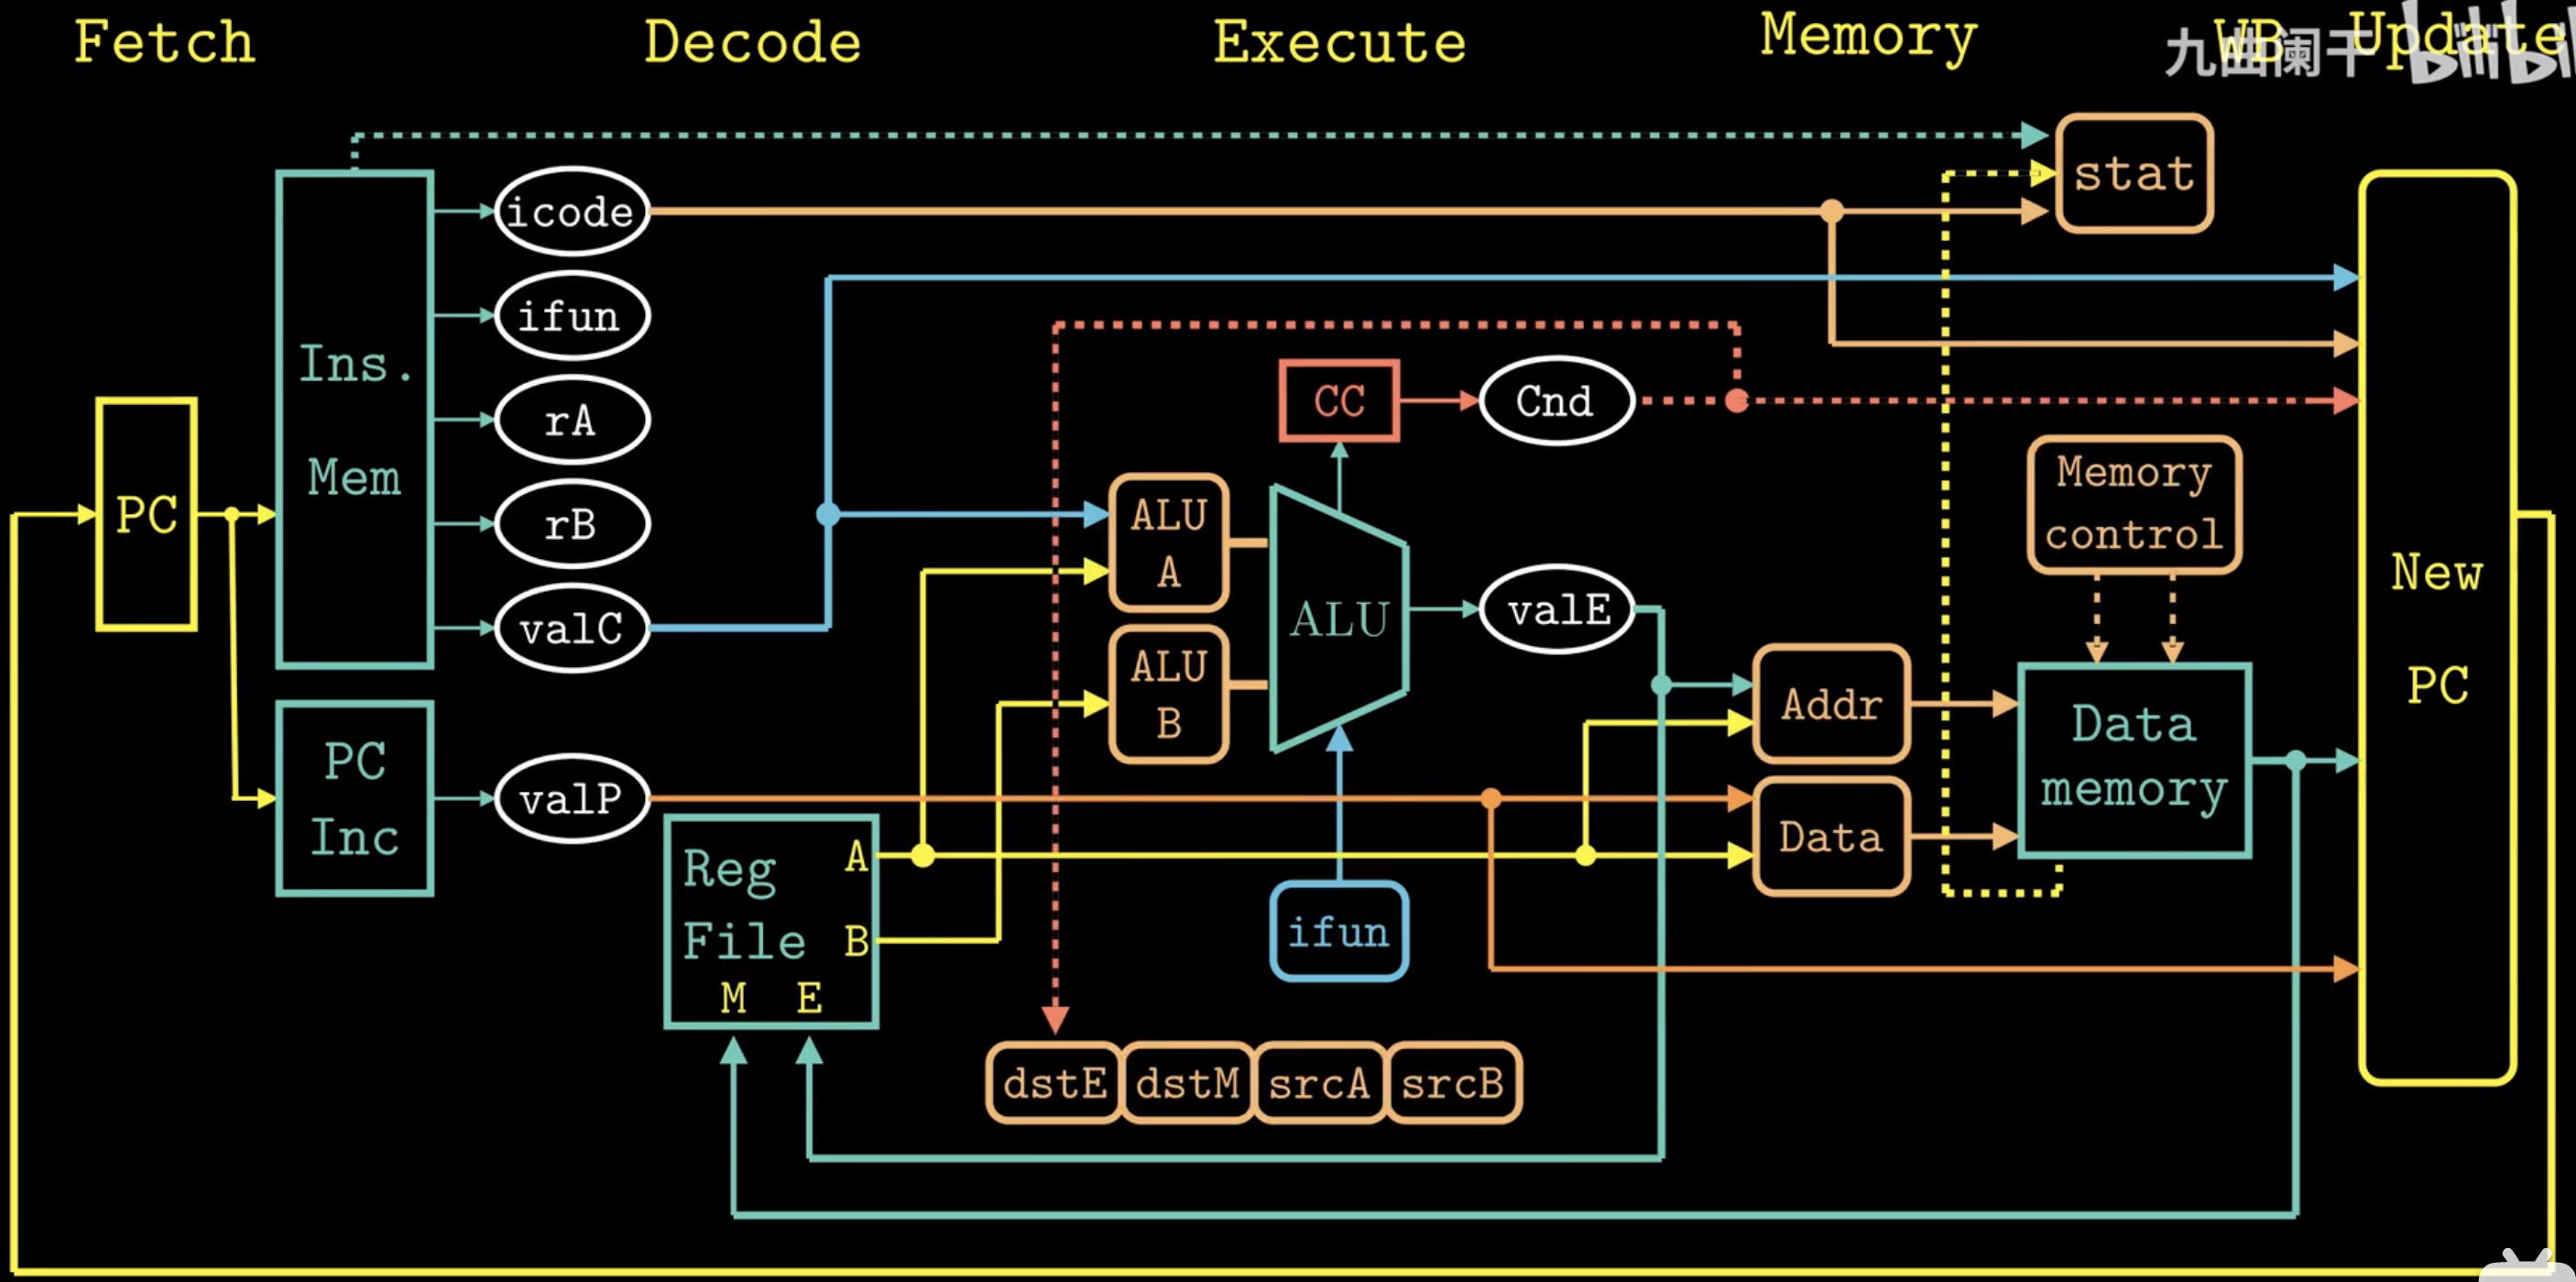 Fetch
Decode
Execute
Memory
WB
Update
九曲阑干
bilibili
stat
icode
ifun
rA
rB
valC
valP
Ins.
Mem
PC
PC
Inc
Reg
File
A
B
M E
CC
Cnd
ALU
A
ALU
B
ALU
valE
ifun
dstE
dstM
srcA
srcB
Addr
Data
Memory
control
Data
memory
New
PC